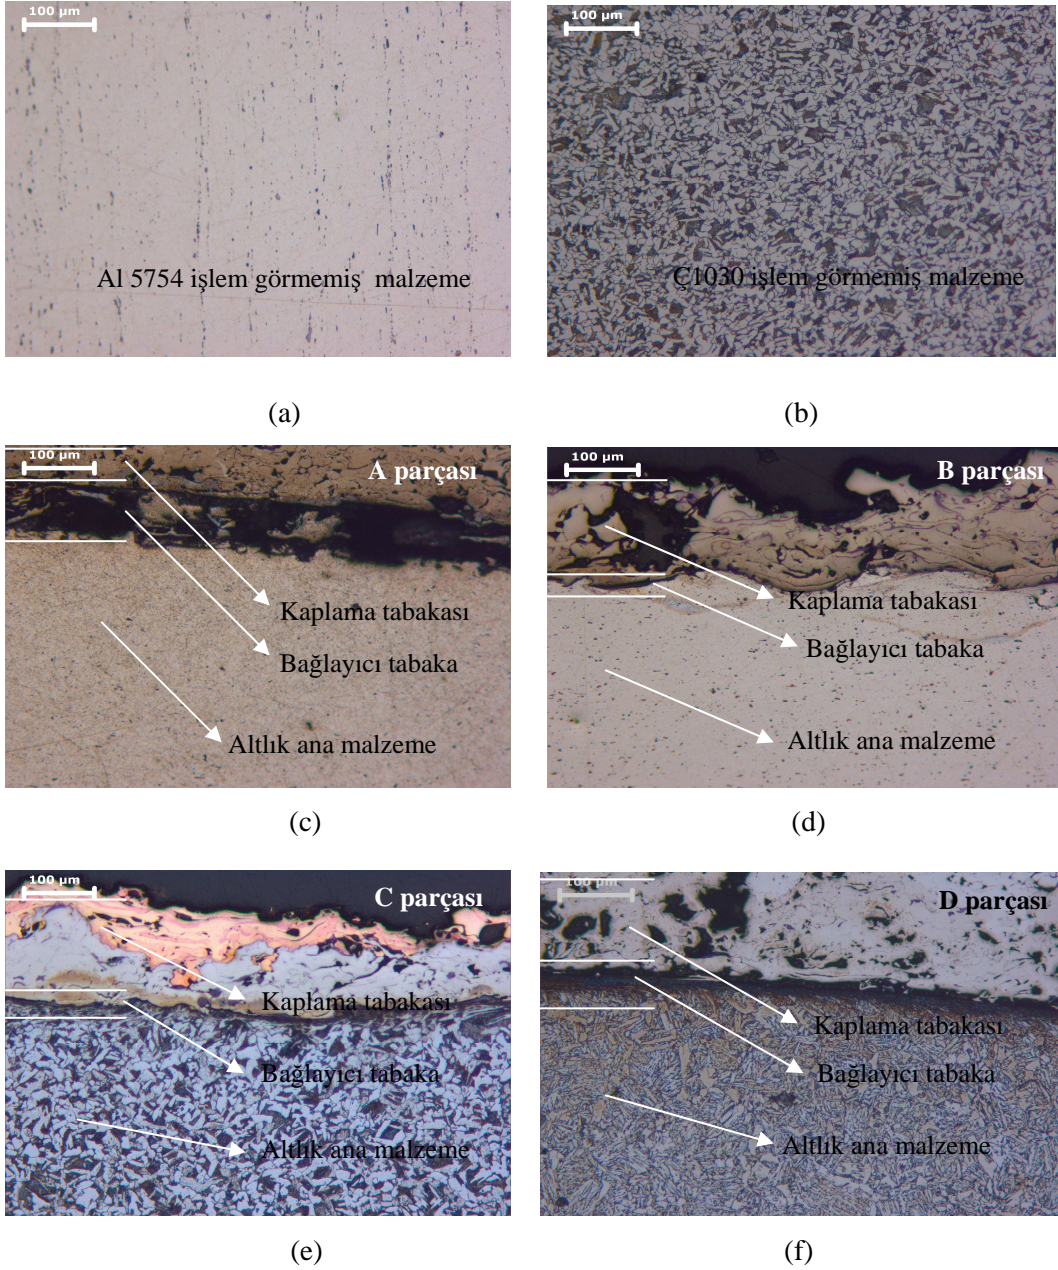 100 µm
Al 5754 işlem görmemiş malzeme
(a)
100 µm
Ç1030 işlem görmemiş malzeme
(b)
100 µm
A parçası
Kaplama tabakası
Bağlayıcı tabaka
Altlık ana malzeme
(c)
100 µm
B parçası
Kaplama tabakası
Bağlayıcı tabaka
Altlık ana malzeme
(d)
100 µm
C parçası
Kaplama tabakası
Bağlayıcı tabaka
Altlık ana malzeme
(e)
100 µm
D parçası
Kaplama tabakası
Bağlayıcı tabaka
Altlık ana malzeme
(f)